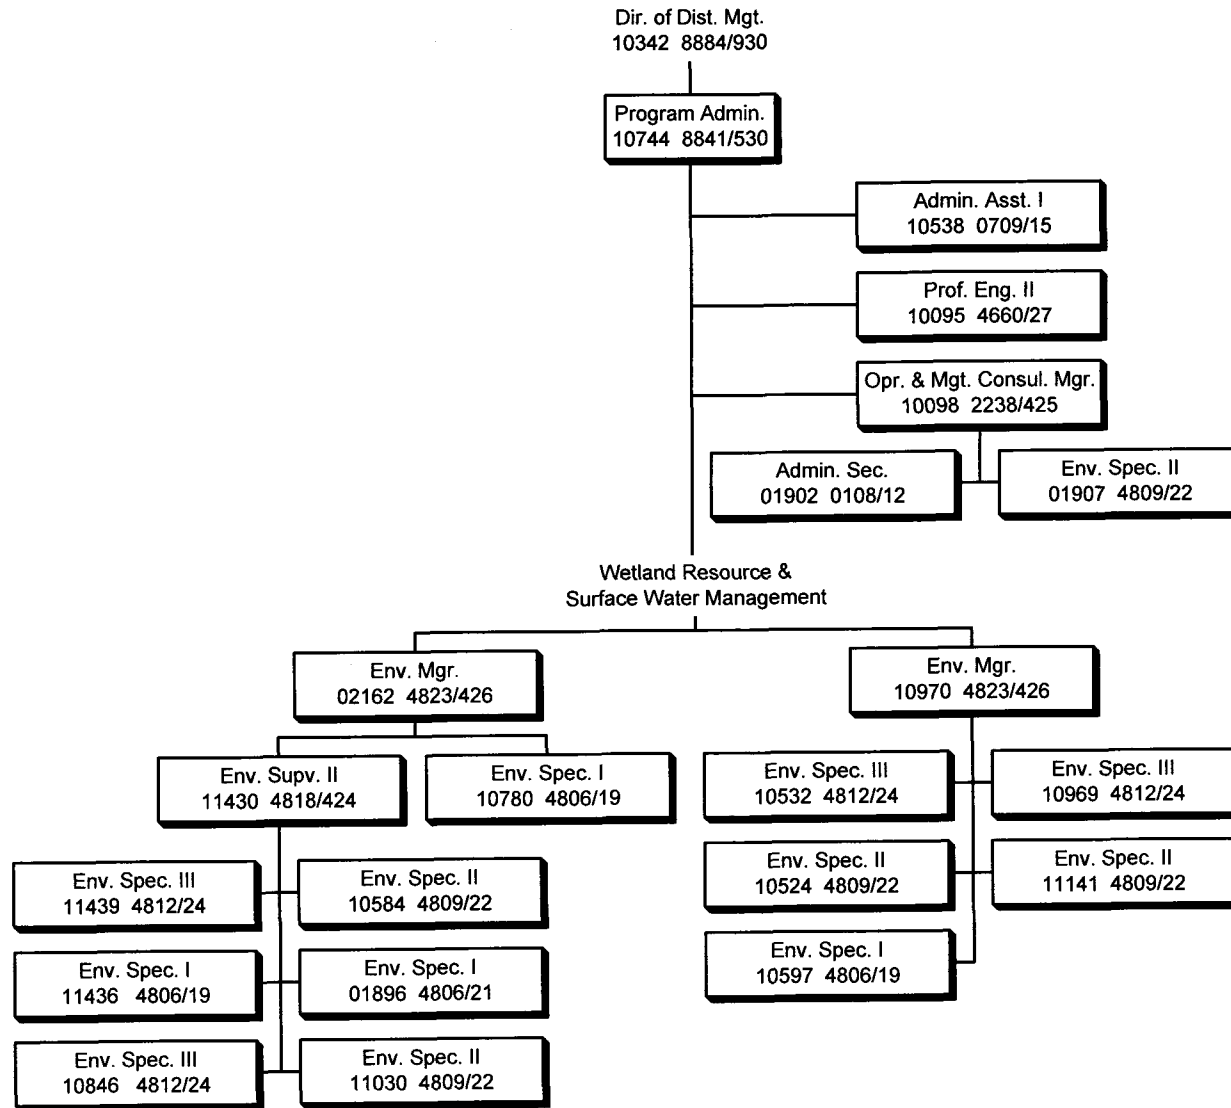 Dir. of Dist. Mgt.
10342 8884/930
Program Admin.
10744 8841/530
Admin. Asst. I
10538 0709/15
Prof. Eng. II
10095 4660/27
Opr. & Mgt. Consul. Mgr.
10098 2238/425
Admin. Sec.
01902 0108/12
Env. Spec. II
01907 4809/22
Wetland Resource &
Surface Water Management
Env. Mgr.
02162 4823/426
Env. Mgr.
10970 4823/426
Env. Supv. II
11430 4818/424
Env. Spec. I
10780 4806/19
Env. Spec. III
10532 4812/24
Env. Spec. III
10969 4812/24
Env. Spec. III
11439 4812/24
Env. Spec. II
10584 4809/22
Env. Spec. II
10524 4809/22
Env. Spec. II
11141 4809/22
Env. Spec. I
11436 4806/19
Env. Spec. I
01896 4806/21
Env. Spec. I
10597 4806/19
Env. Spec. III
10846 4812/24
Env. Spec. II
11030 4809/22